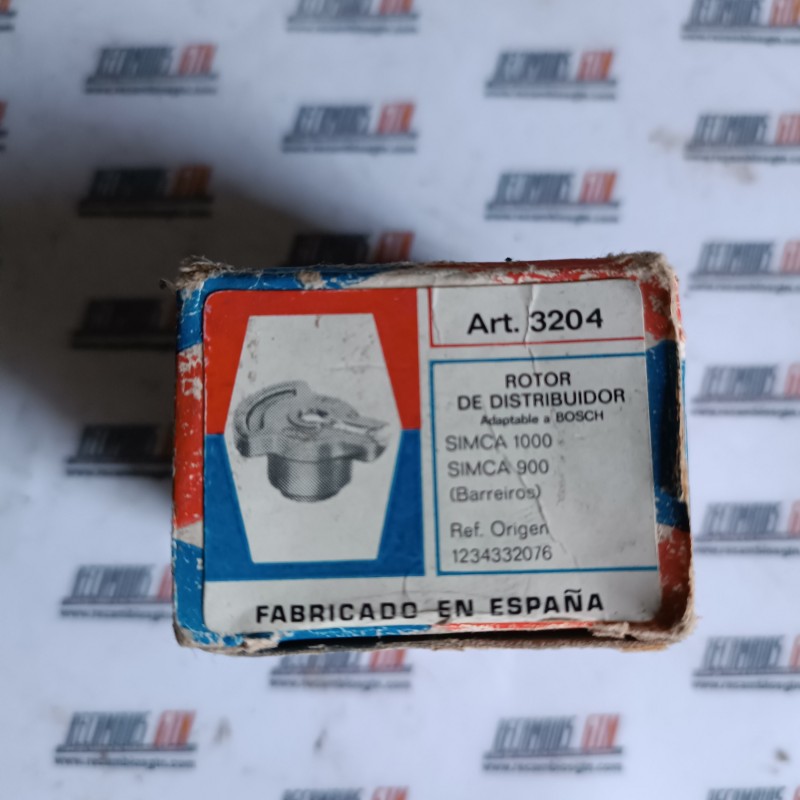 Art. 3204
ROTOR
DE DISTRIBUIDOR
Adaptable a BOSCH
SIMCA 1000
SIMCA 900
(Barreiros)
Ref. Origen
1234332076
FABRICADO EN ESPAÑA